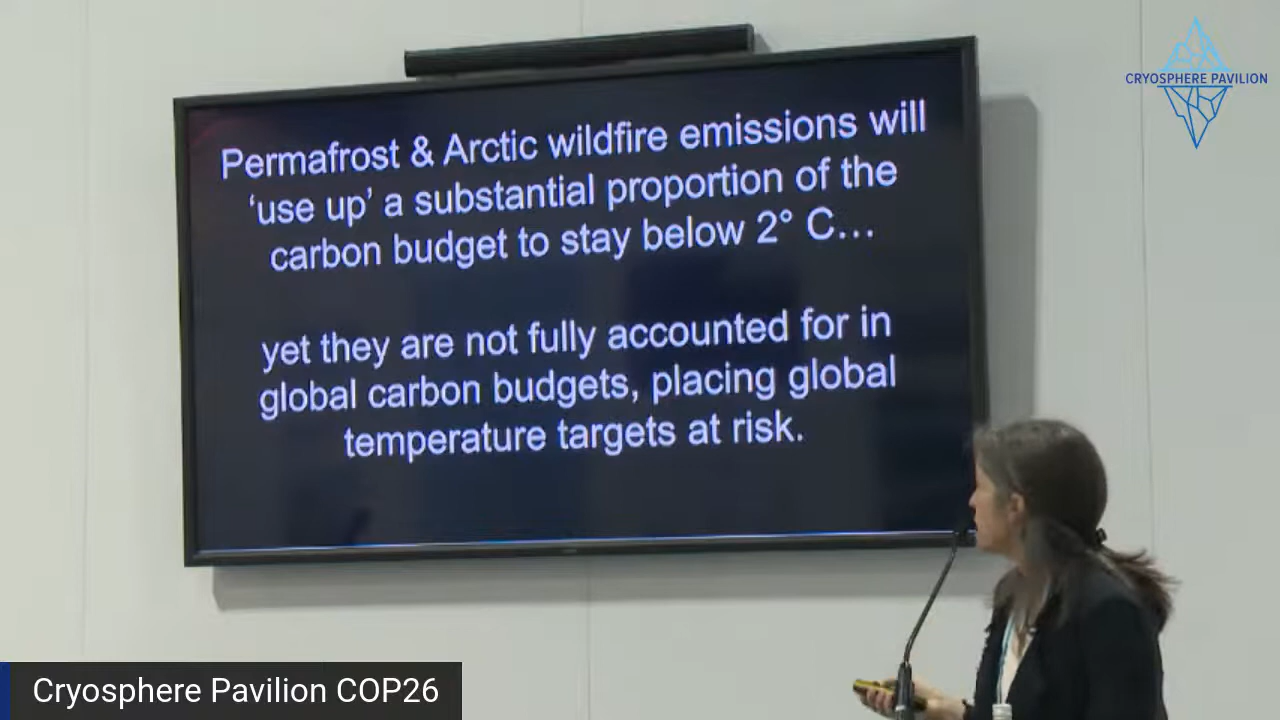 CRYOSPHERE PAVILION
Permafrost & Arctic wildfire emissions will
‘use up’ a substantial proportion of the
carbon budget to stay below 2° C…
yet they are not fully accounted for in
global carbon budgets, placing global
temperature targets at risk.
Cryosphere Pavilion COP26